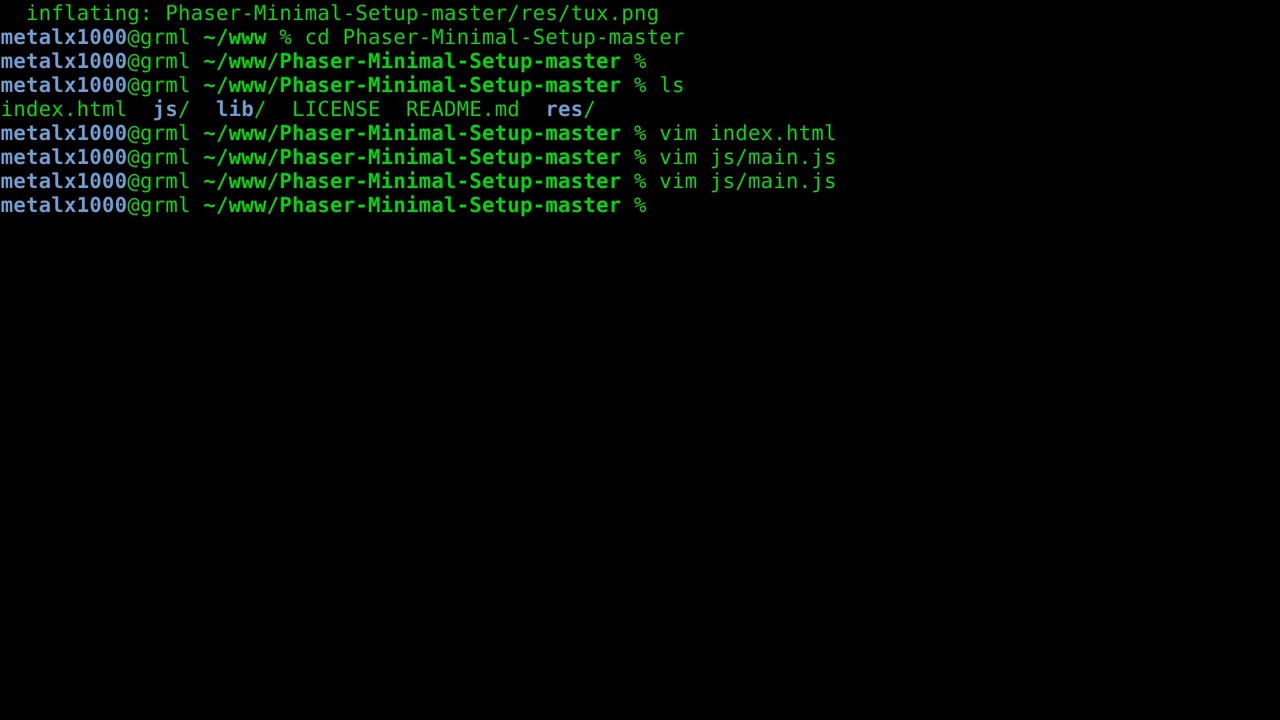 inflating: Phaser-Minimal-Setup-master/res/tux.png
metalx1000@grml ~/www % cd Phaser-Minimal-Setup-master
metalx1000@grml ~/www/Phaser-Minimal-Setup-master %
metalx1000@grml ~/www/Phaser-Minimal-Setup-master % ls
index.html  js/  lib/  LICENSE  README.md  res/
metalx1000@grml ~/www/Phaser-Minimal-Setup-master % vim index.html
metalx1000@grml ~/www/Phaser-Minimal-Setup-master % vim js/main.js
metalx1000@grml ~/www/Phaser-Minimal-Setup-master % vim js/main.js
metalx1000@grml ~/www/Phaser-Minimal-Setup-master %